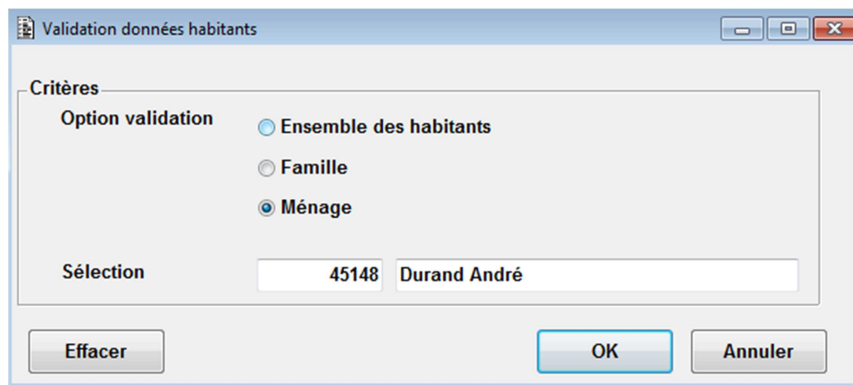 Validation données habitants
Critères
Option validation
Ensemble des habitants
Famille
Ménage
Sélection 45148 Durand André
Effacer OK Annuler